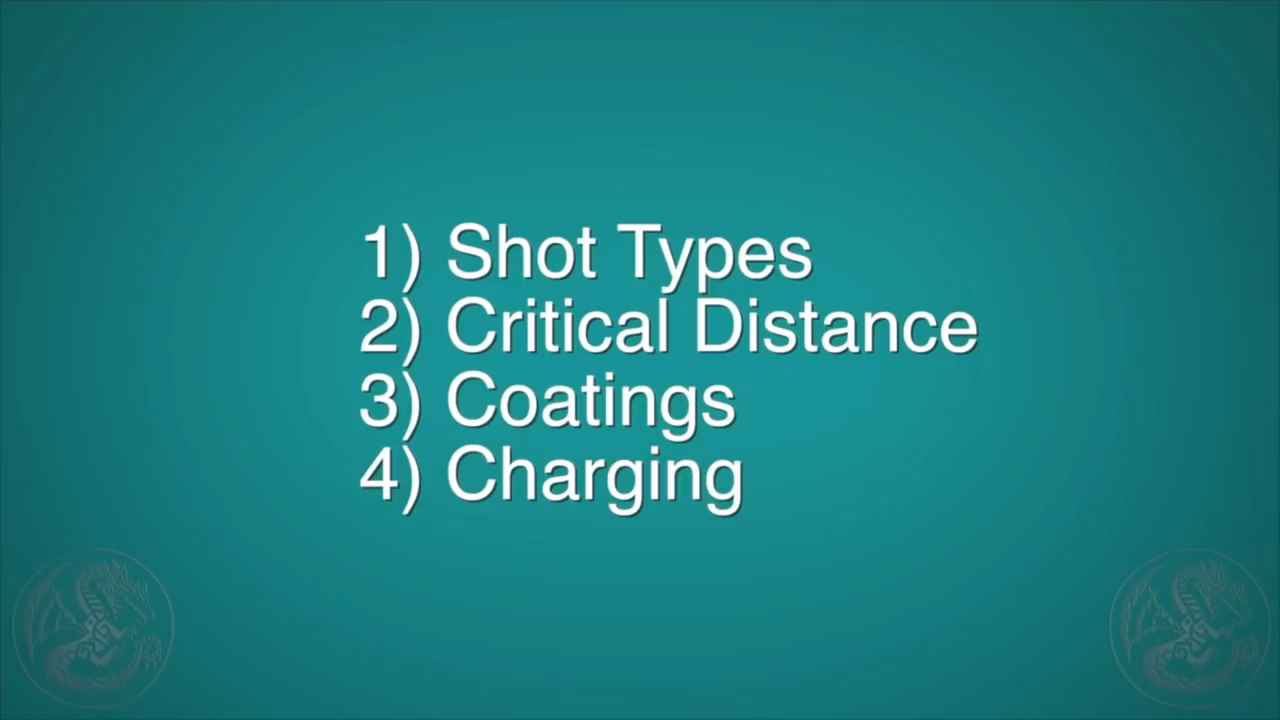 1) Shot Types
2) Critical Distance
3) Coatings
4) Charging